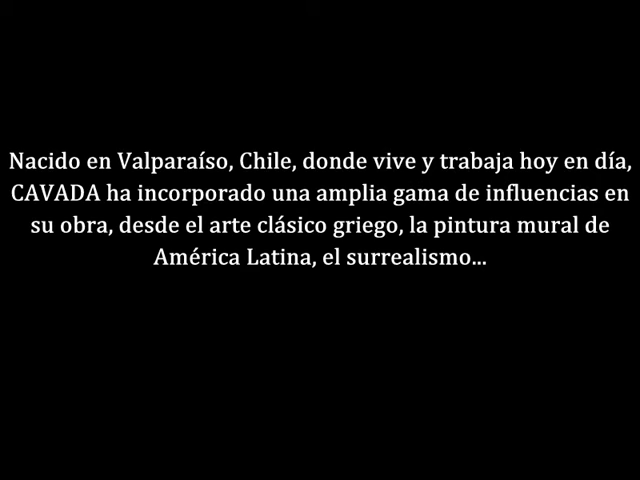 Nacido en Valparaíso, Chile, donde vive y trabaja hoy en día,
CAVADA ha incorporado una amplia gama de influencias en
su obra, desde el arte clásico griego, la pintura mural de
América Latina, el surrealismo...